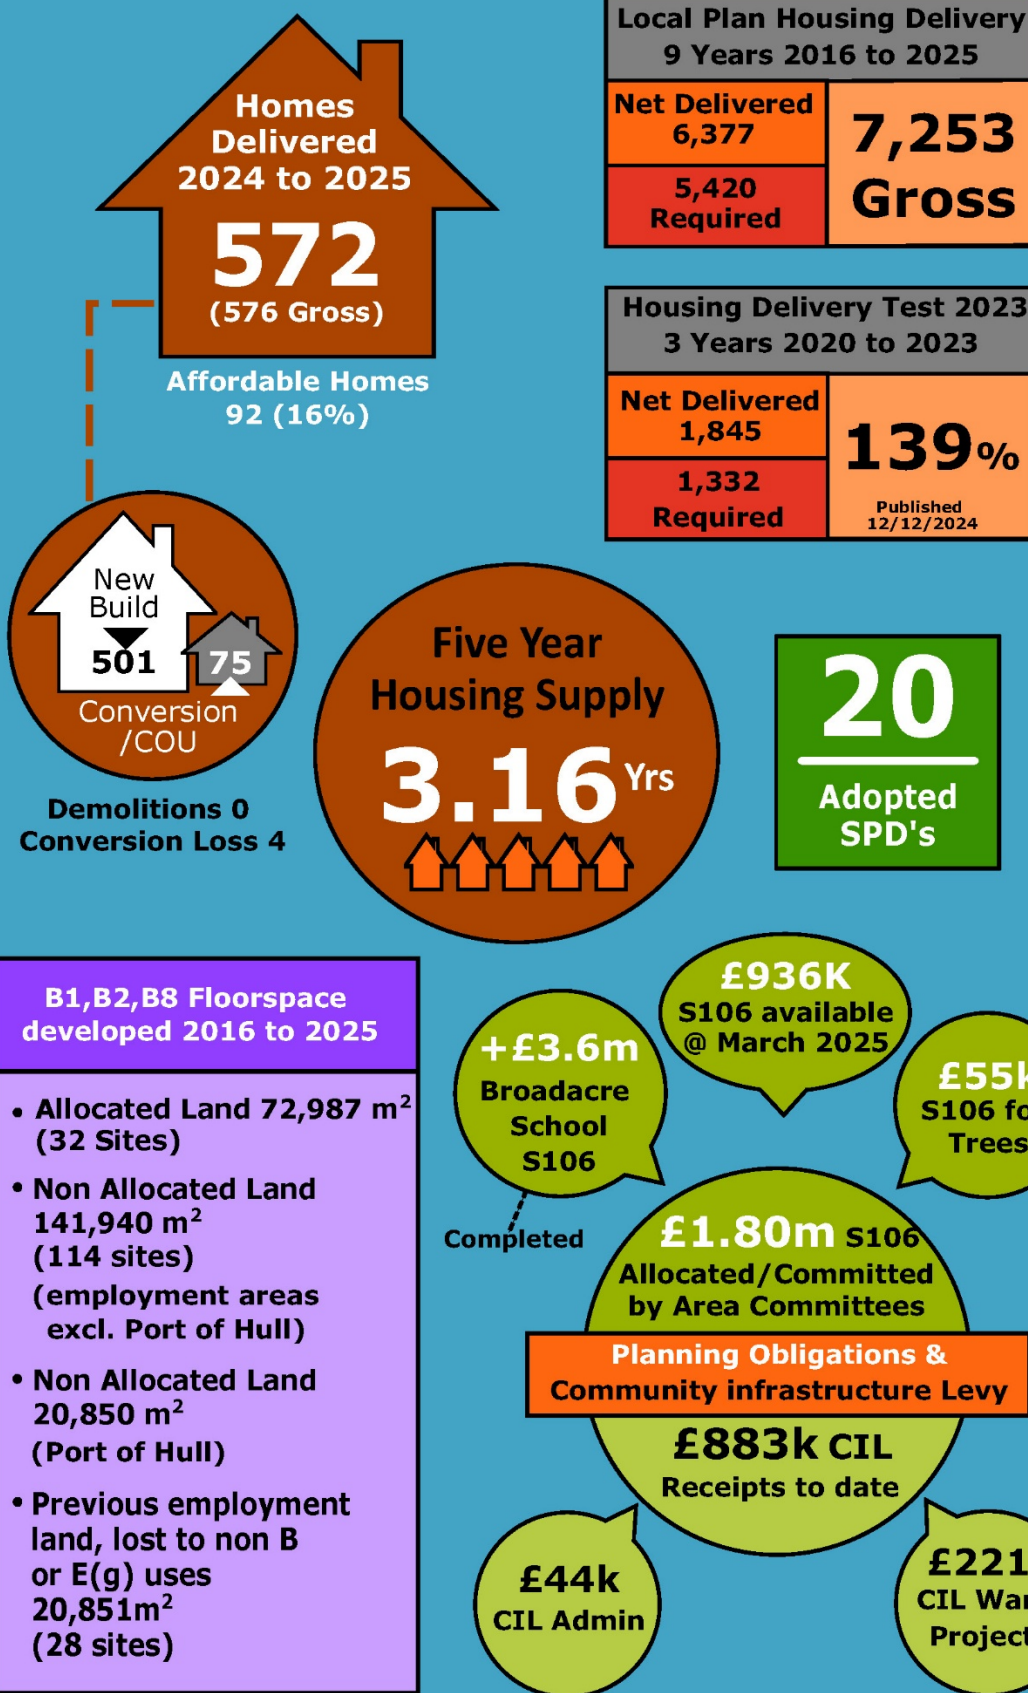 Homes
Delivered
2024 to 2025
572
(576 Gross)
Affordable Homes
92 (16%)
Local Plan Housing Delivery
9 Years 2016 to 2025
Net Delivered
6,377
5,420
Required
7,253
Gross
Housing Delivery Test 2023
3 Years 2020 to 2023
Net Delivered
1,845
1,332
Required
139%
Published
12/12/2024
New
Build
501
75
Conversion
/COU
Demolitions 0
Conversion Loss 4
Five Year
Housing Supply
3.16 Yrs
20
Adopted
SPD's
B1,B2,B8 Floorspace
developed 2016 to 2025
• Allocated Land 72,987 m²
(32 Sites)
• Non Allocated Land
141,940 m²
(114 sites)
(employment areas
excl. Port of Hull)
• Non Allocated Land
20,850 m²
(Port of Hull)
• Previous employment
land, lost to non B
or E(g) uses
20,851m²
(28 sites)
£936K
S106 available
@ March 2025
+£3.6m
Broadacre
School
S106
Completed
£55k
S106
Trees
£1.80m S106
Allocated/Committed
by Area Committees
Planning Obligations &
Community infrastructure Levy
£883k CIL
Receipts to date
£44k
CIL Admin
£221
CIL